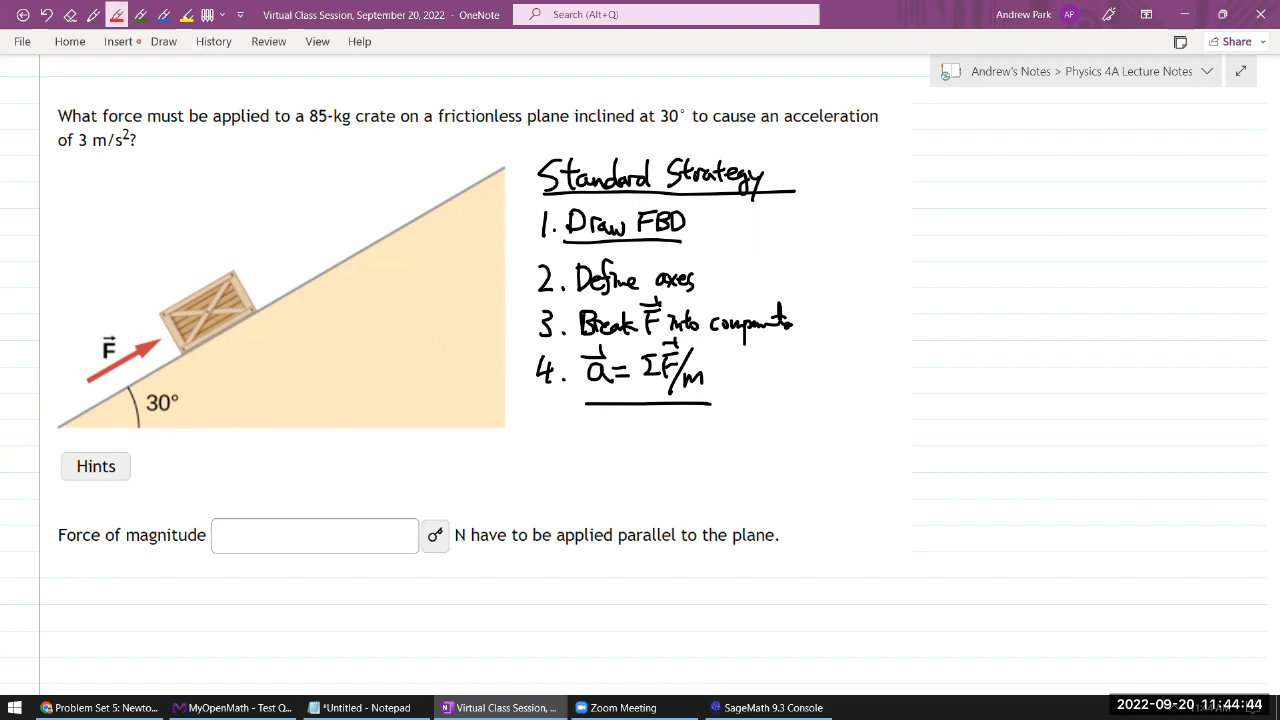 Virtual Class Session, September 20, 2022 - OneNote
Search (Alt+Q)
Andrew Park
AP
File Home Insert Draw History Review View Help
Share
Andrew's Notes > Physics 4A Lecture Notes
What force must be applied to a 85-kg crate on a frictionless plane inclined at 30° to cause an acceleration
of 3 m/s²?
Standard Strategy
1. Draw FBD
2. Define axes
3. Break F⃗ into components
4. a⃗ = ΣF⃗/m
F⃗
30°
Hints
Force of magnitude
N have to be applied parallel to the plane.
Problem Set 5: Newto...
MyOpenMath - Test Q...
*Untitled - Notepad
Virtual Class Session, ...
Zoom Meeting
SageMath 9.3 Console
2022-09-20 11:44:44